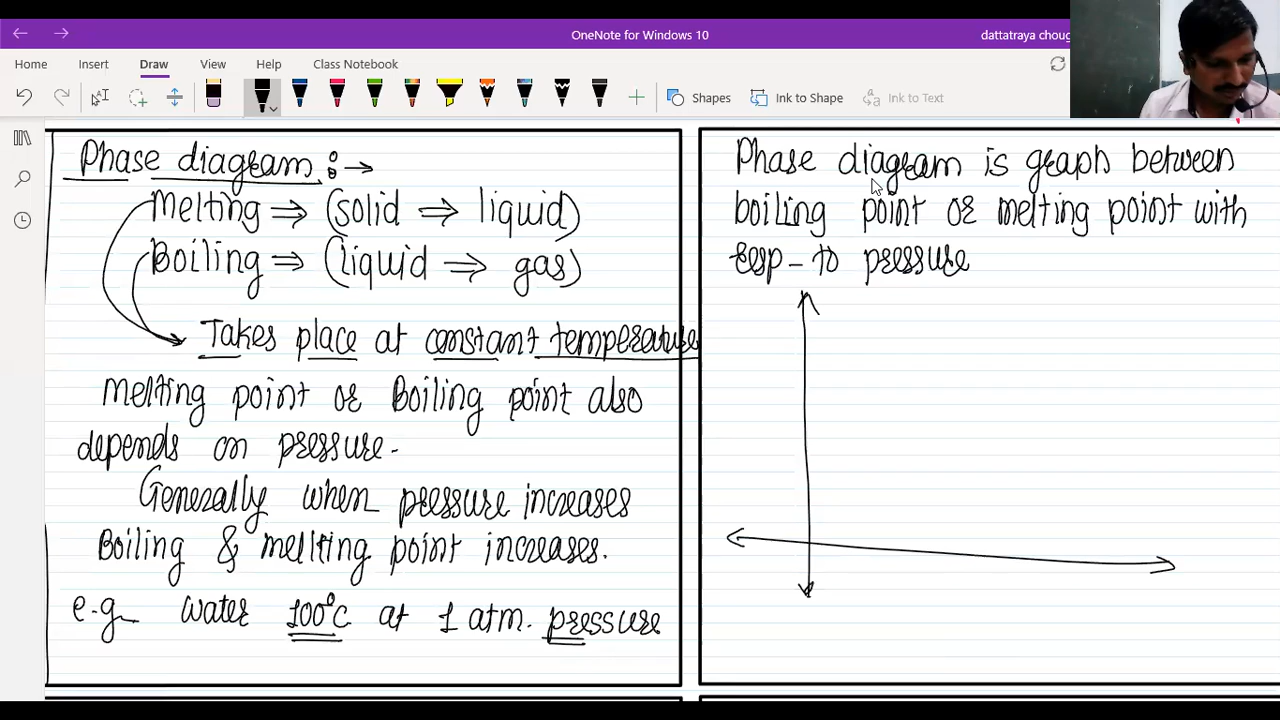 OneNote for Windows 10
dattatraya choug
Home Insert Draw View Help Class Notebook
Shapes Ink to Shape Ink to Text
Phase diagram :→
Melting ⇒ (solid ⇒ liquid)
Boiling ⇒ (liquid ⇒ gas)
Takes place at constant temperature
Melting point or Boiling point also
depends on pressure.
Generally when pressure increases
Boiling & mellting point increases.
e.g. water 100°C at 1 atm. pressure
Phase diagram is graph between
boiling point or melting point with
resp. to pressure